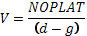 V = NOPLAT / (d − g)